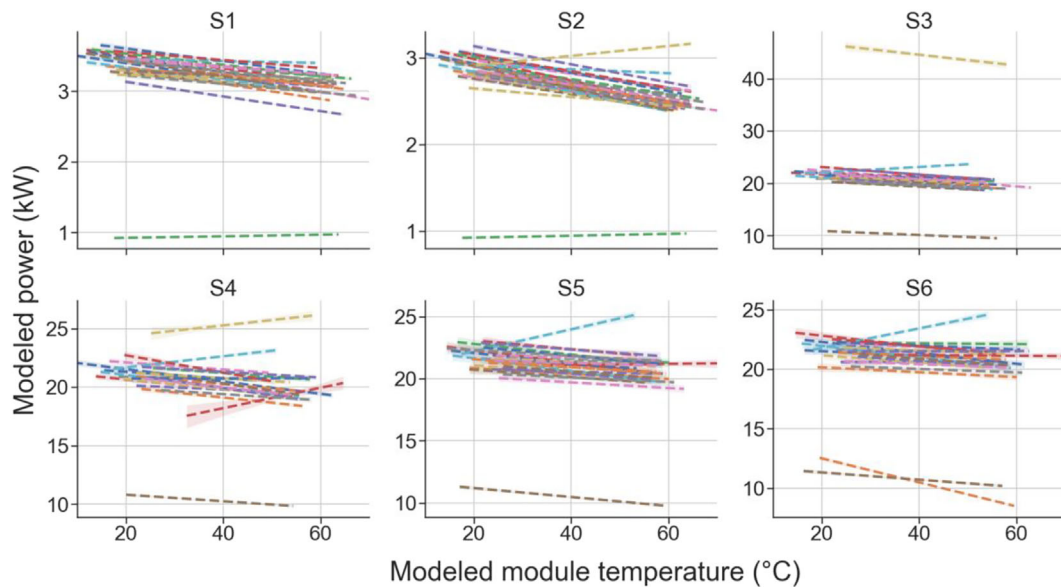 S1 S2 S3
3 3 40
30
2 2 20
1 1 10
Modeled power (kW)
S4 S5 S6
25 25 25
20 20 20
15 15 15
10 10 10
20 40 60 20 40 60 20 40 60
Modeled module temperature (°C)